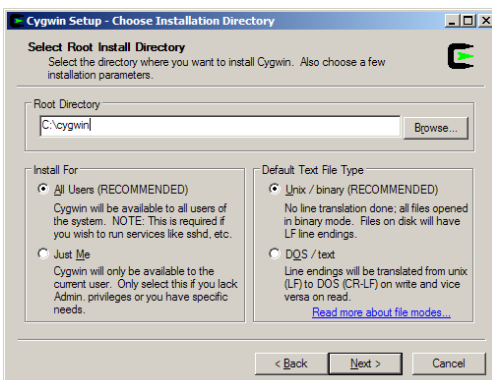 Cygwin Setup - Choose Installation Directory
Select Root Install Directory
Select the directory where you want to install Cygwin. Also choose a few
installation parameters.
Root Directory
C:\cygwin
Browse...
Install For
All Users (RECOMMENDED)
Cygwin will be available to all users of
the system. NOTE: This is required if
you wish to run services like sshd, etc.
Just Me
Cygwin will only be available to the
current user. Only select this if you lack
Admin. privileges or you have specific
needs.
Default Text File Type
Unix / binary (RECOMMENDED)
No line translation done; all files opened
in binary mode. Files on disk will have
LF line endings.
DOS / text
Line endings will be translated from unix
(LF) to DOS (CR-LF) on write and vice
versa on read.
Read more about file modes...
< Back
Next >
Cancel